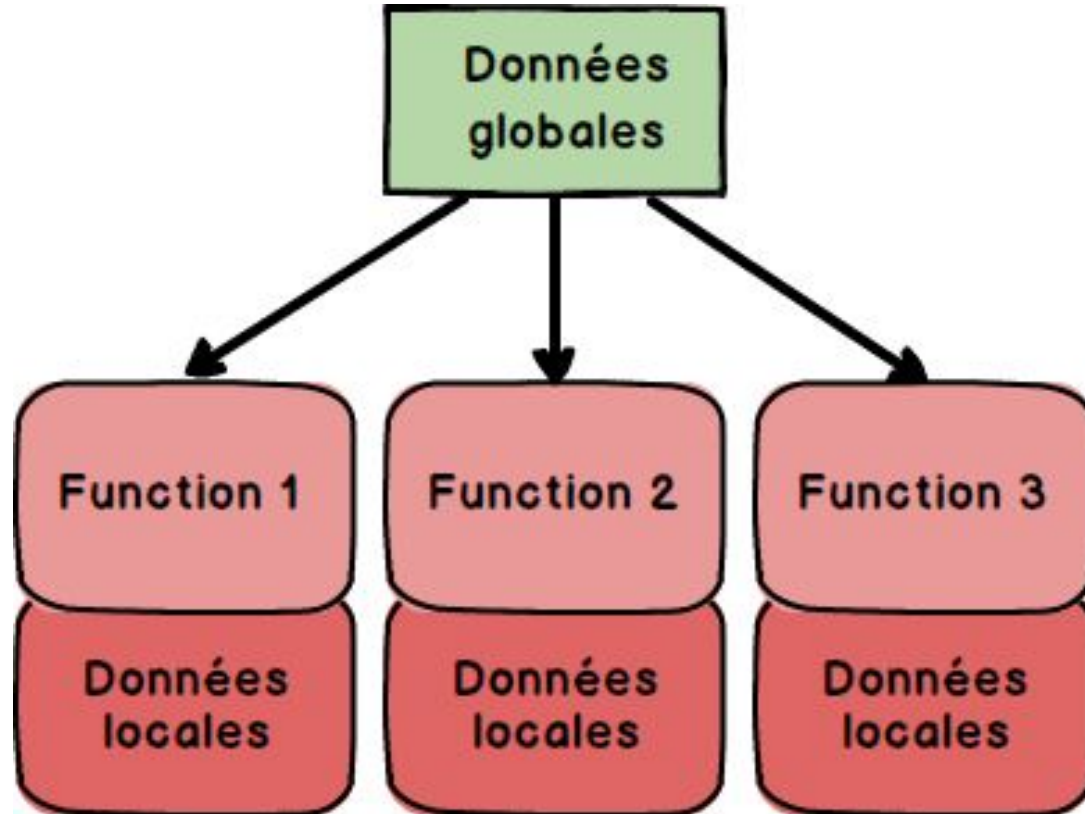 Données
globales
Function 1
Function 2
Function 3
Données
locales
Données
locales
Données
locales